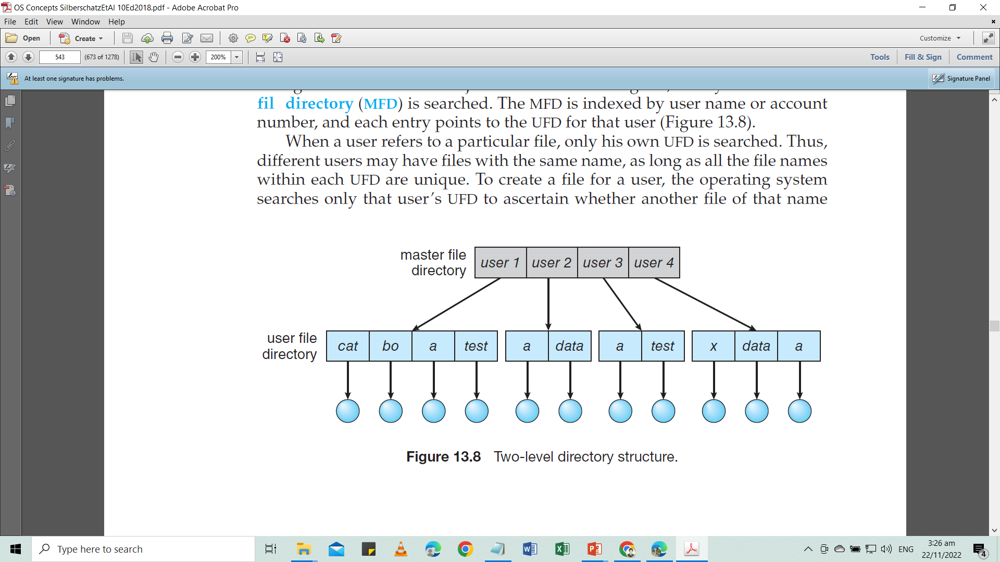 OS Concepts SilberschatzEtAl 10Ed2018.pdf - Adobe Acrobat Pro
File Edit View Window Help
Open Create Customize
543 (673 of 1278) 200% Tools Fill & Sign Comment
At least one signature has problems. Signature Panel
fil directory (MFD) is searched. The MFD is indexed by user name or account
number, and each entry points to the UFD for that user (Figure 13.8).
When a user refers to a particular file, only his own UFD is searched. Thus,
different users may have files with the same name, as long as all the file names
within each UFD are unique. To create a file for a user, the operating system
searches only that user's UFD to ascertain whether another file of that name
master file
directory
user 1 user 2 user 3 user 4
user file
directory
cat bo a test a data a test x data a
Figure 13.8 Two-level directory structure.
Type here to search
ENG
3:26 am
22/11/2022
4